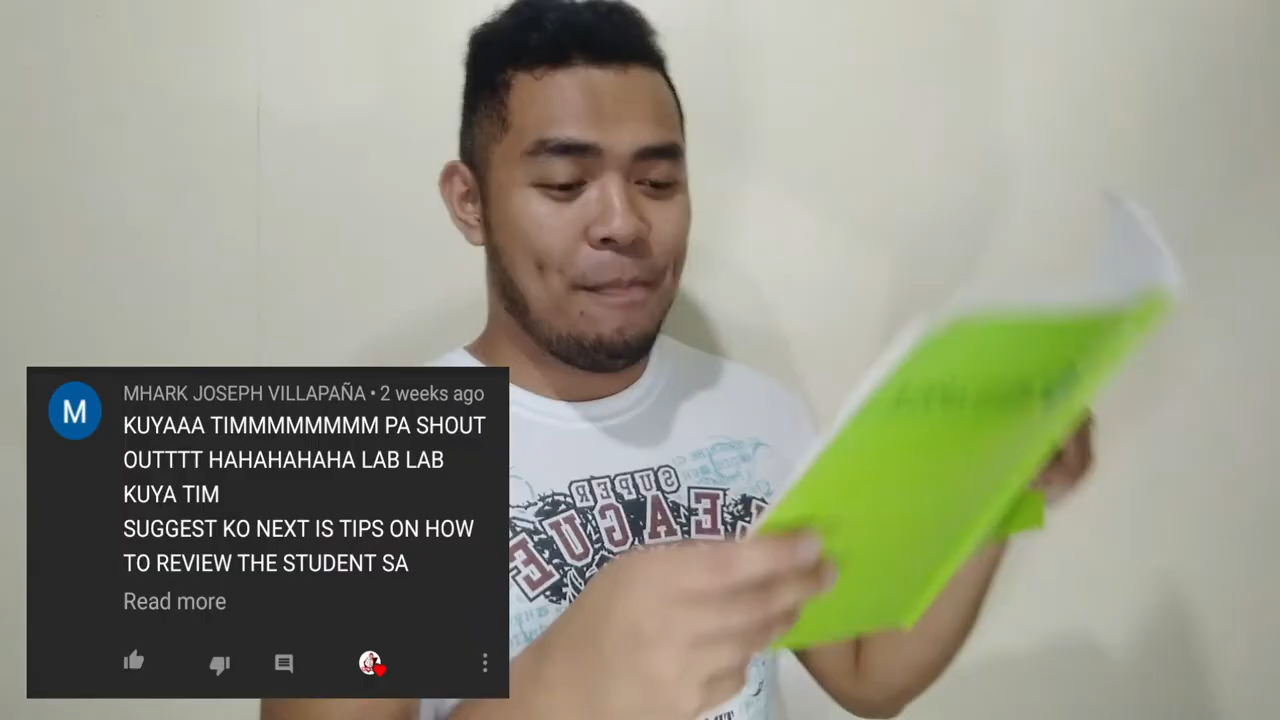 MHARK JOSEPH VILLAPAÑA • 2 weeks ago
KUYAAA TIMMMMMMMM PA SHOUT
OUTTTT HAHAHAHAHA LAB LAB
KUYA TIM
SUGGEST KO NEXT IS TIPS ON HOW
TO REVIEW THE STUDENT SA
Read more
M
SUPER
LEAGUE